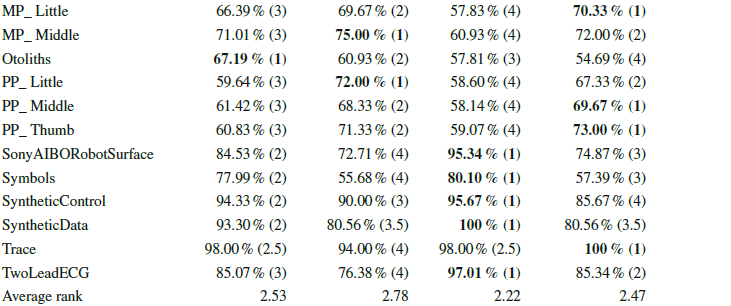 MP_ Little 66.39 % (3) 69.67 % (2) 57.83 % (4) 70.33 % (1)
MP_ Middle 71.01 % (3) 75.00 % (1) 60.93 % (4) 72.00 % (2)
Otoliths 67.19 % (1) 60.93 % (2) 57.81 % (3) 54.69 % (4)
PP_ Little 59.64 % (3) 72.00 % (1) 58.60 % (4) 67.33 % (2)
PP_ Middle 61.42 % (3) 68.33 % (2) 58.14 % (4) 69.67 % (1)
PP_ Thumb 60.83 % (3) 71.33 % (2) 59.07 % (4) 73.00 % (1)
SonyAIBORobotSurface 84.53 % (2) 72.71 % (4) 95.34 % (1) 74.87 % (3)
Symbols 77.99 % (2) 55.68 % (4) 80.10 % (1) 57.39 % (3)
SyntheticControl 94.33 % (2) 90.00 % (3) 95.67 % (1) 85.67 % (4)
SyntheticData 93.30 % (2) 80.56 % (3.5) 100 % (1) 80.56 % (3.5)
Trace 98.00 % (2.5) 94.00 % (4) 98.00 % (2.5) 100 % (1)
TwoLeadECG 85.07 % (3) 76.38 % (4) 97.01 % (1) 85.34 % (2)
Average rank 2.53 2.78 2.22 2.47